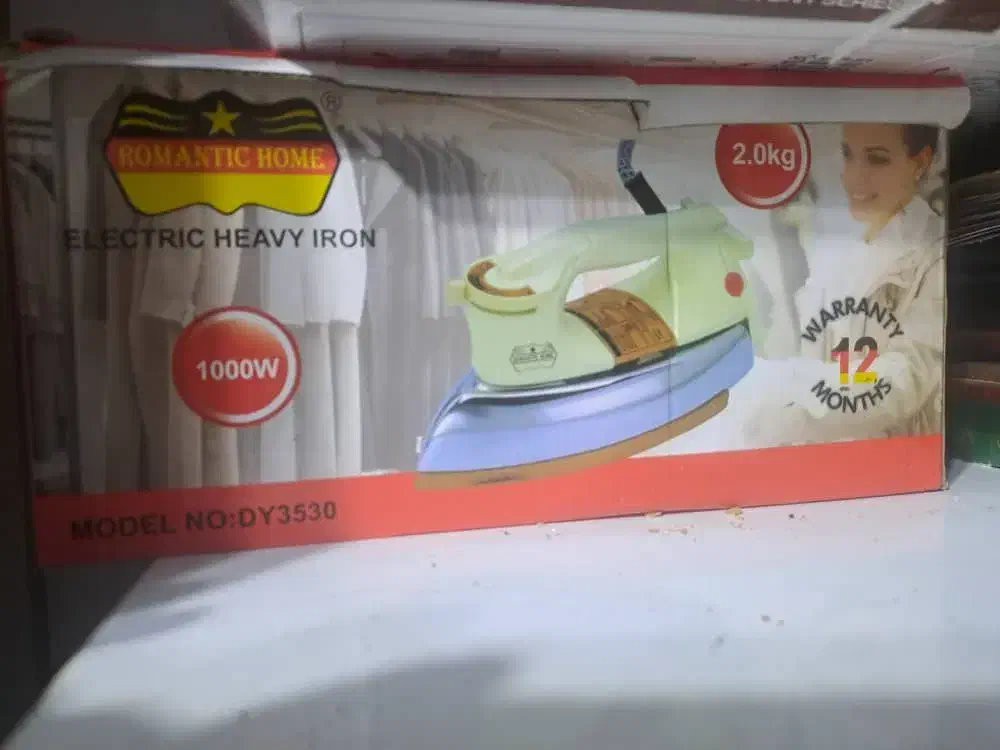 ®
ROMANTIC HOME
ELECTRIC HEAVY IRON
2.0kg
1000W
WARRANTY
12
MONTHS
MODEL NO:DY3530